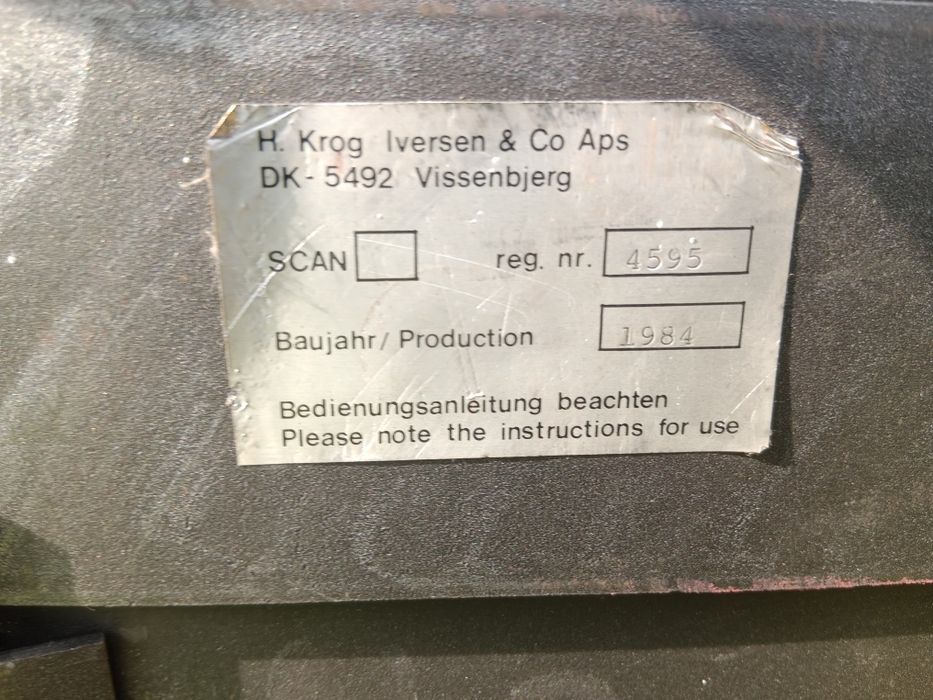 H. Krog Iversen & Co Aps
DK- 5492 Vissenbjerg
SCAN reg. nr. 4595
Baujahr/ Production 1984
Bedienungsanleitung beachten
Please note the instructions for use